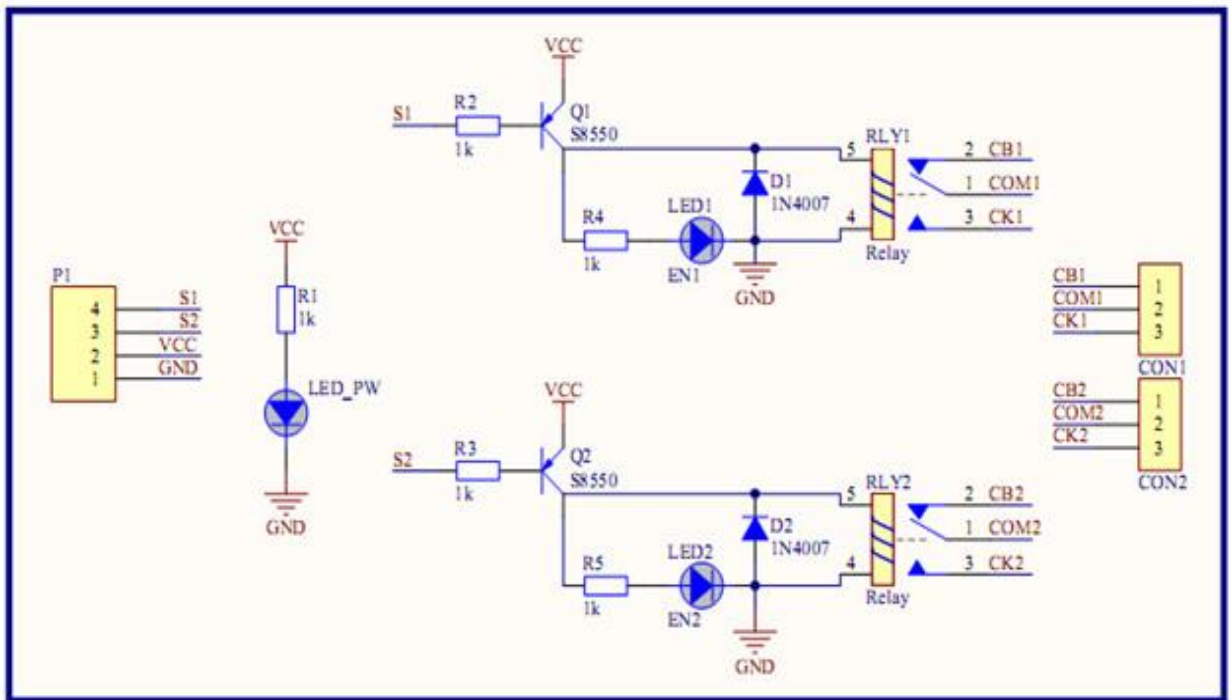 P1
4 S1
3 S2
2 VCC
1 GND
VCC
R1
1k
LED_PW
GND
VCC
S1
R2
1k
Q1
S8550
R4
1k
LED1
EN1
D1
1N4007
GND
RLY1
5
4
Relay
2 CB1
1 COM1
3 CK1
VCC
S2
R3
1k
Q2
S8550
R5
1k
LED2
EN2
D2
1N4007
GND
RLY2
5
4
Relay
2 CB2
1 COM2
3 CK2
CB1 1
COM1 2
CK1 3
CON1
CB2 1
COM2 2
CK2 3
CON2